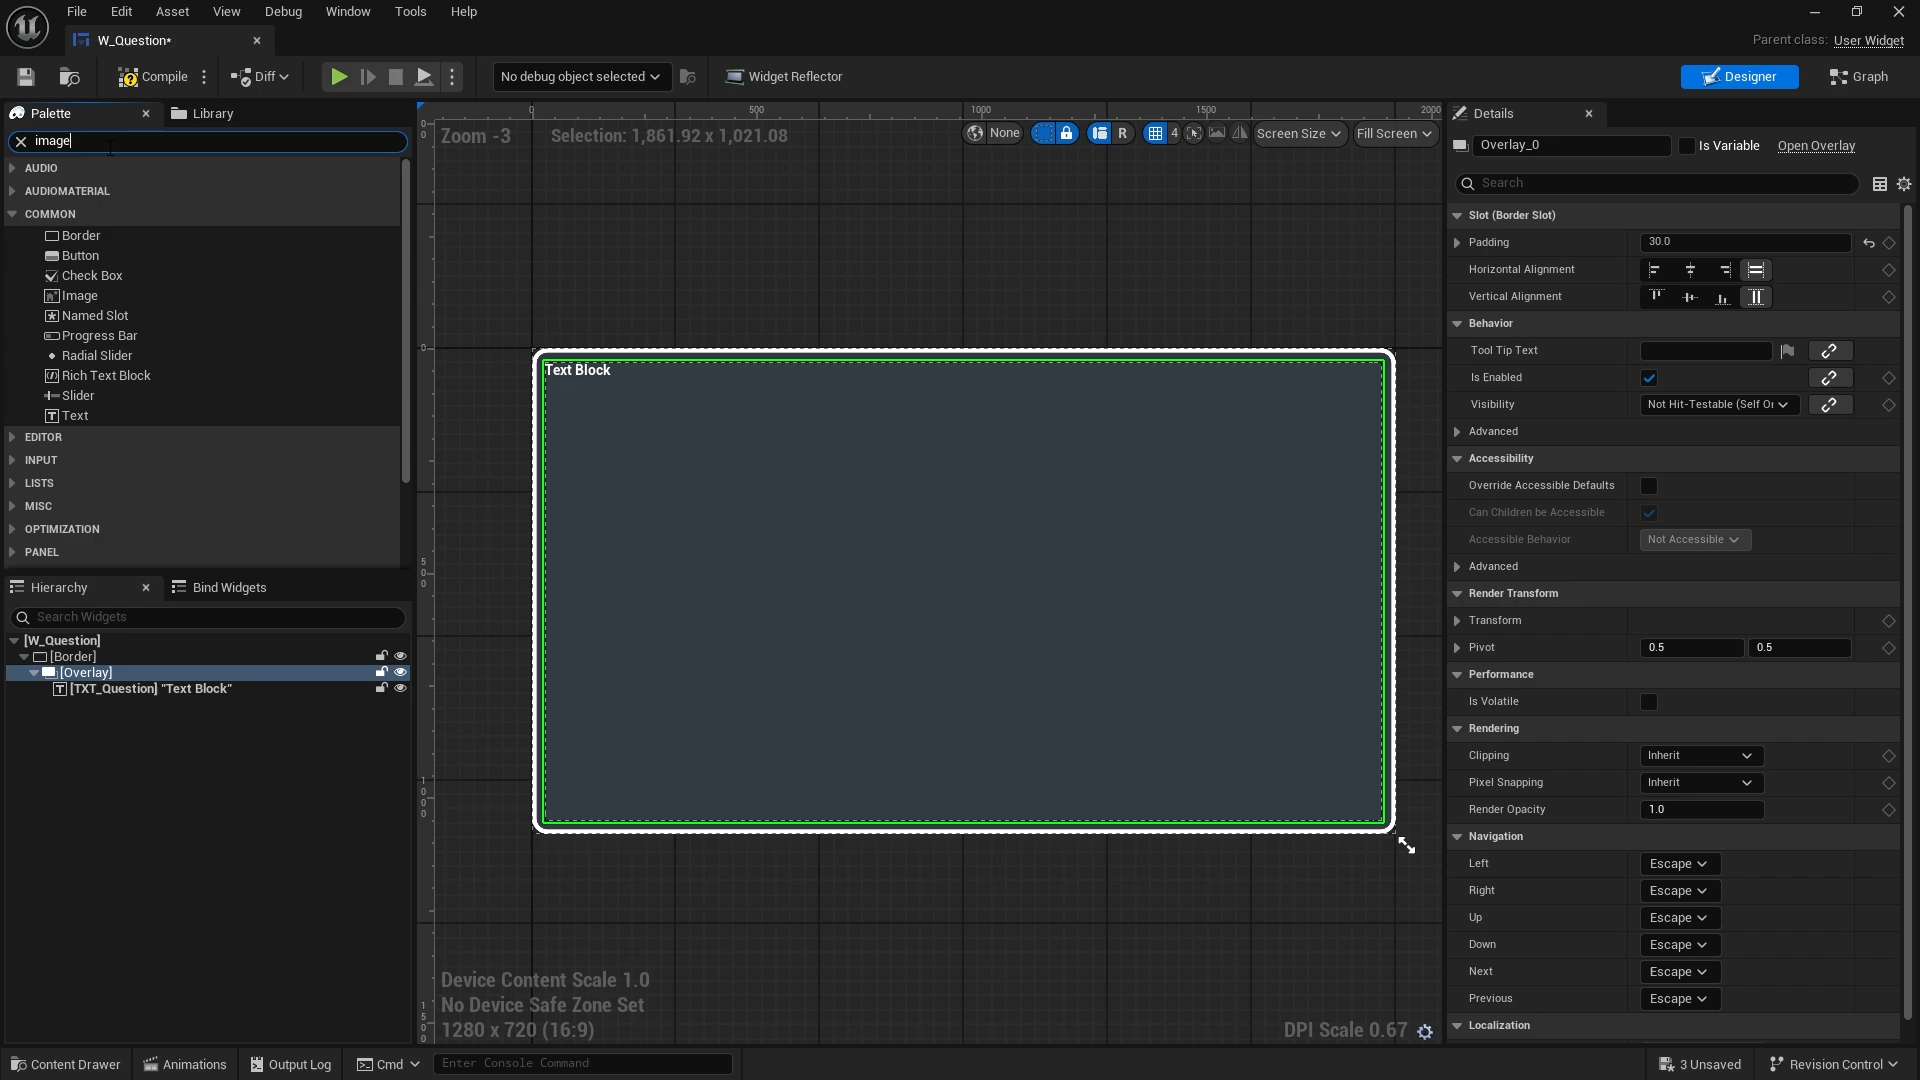 File Edit Asset View Debug Window Tools Help
W_Question*
Parent class: User Widget
Compile Diff No debug object selected Widget Reflector Designer Graph
Palette Library
image
AUDIO
AUDIOMATERIAL
COMMON
Border
Button
Check Box
Image
Named Slot
Progress Bar
Radial Slider
Rich Text Block
Slider
Text
EDITOR
INPUT
LISTS
MISC
OPTIMIZATION
PANEL
Hierarchy Bind Widgets
Search Widgets
[W_Question]
[Border]
[Overlay]
[TXT_Question] "Text Block"
0 500 1000 1500 2000
Zoom -3 Selection: 1,861.92 x 1,021.08 None R 4 Screen Size Fill Screen
0
0
0
500
1000
1500
Text Block
Device Content Scale 1.0
No Device Safe Zone Set
1280 x 720 (16:9) DPI Scale 0.67
Details
Overlay_0 Is Variable Open Overlay
Search
Slot (Border Slot)
Padding 30.0
Horizontal Alignment
Vertical Alignment
Behavior
Tool Tip Text
Is Enabled
Visibility Not Hit-Testable (Self O
Advanced
Accessibility
Override Accessible Defaults
Can Children be Accessible
Accessible Behavior Not Accessible
Advanced
Render Transform
Transform
Pivot 0.5 0.5
Performance
Is Volatile
Rendering
Clipping Inherit
Pixel Snapping Inherit
Render Opacity 1.0
Navigation
Left Escape
Right Escape
Up Escape
Down Escape
Next Escape
Previous Escape
Localization
Content Drawer Animations Output Log Cmd Enter Console Command 3 Unsaved Revision Control